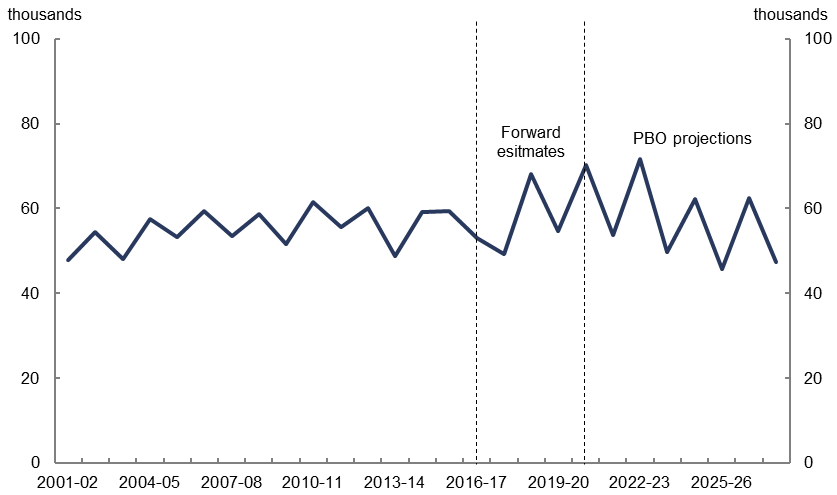 thousands thousands
100 100
80 80
Forward
esitmates
PBO projections
60 60
40 40
20 20
0 0
2001-02 2004-05 2007-08 2010-11 2013-14 2016-17 2019-20 2022-23 2025-26